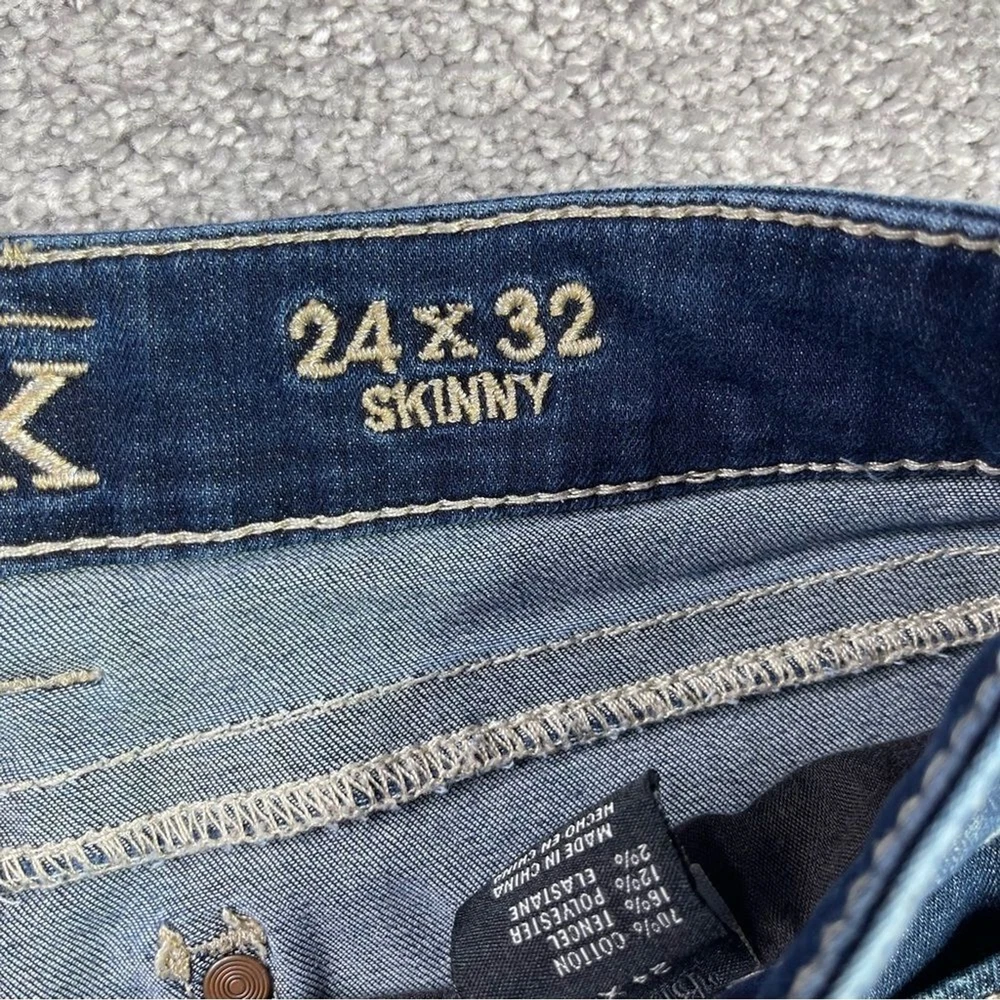 24 X 32
SKINNY
70% COTTON
16% TENCEL
12% POLYESTER
2% ELASTANE
MADE IN CHINA
HECHO EN CHINA